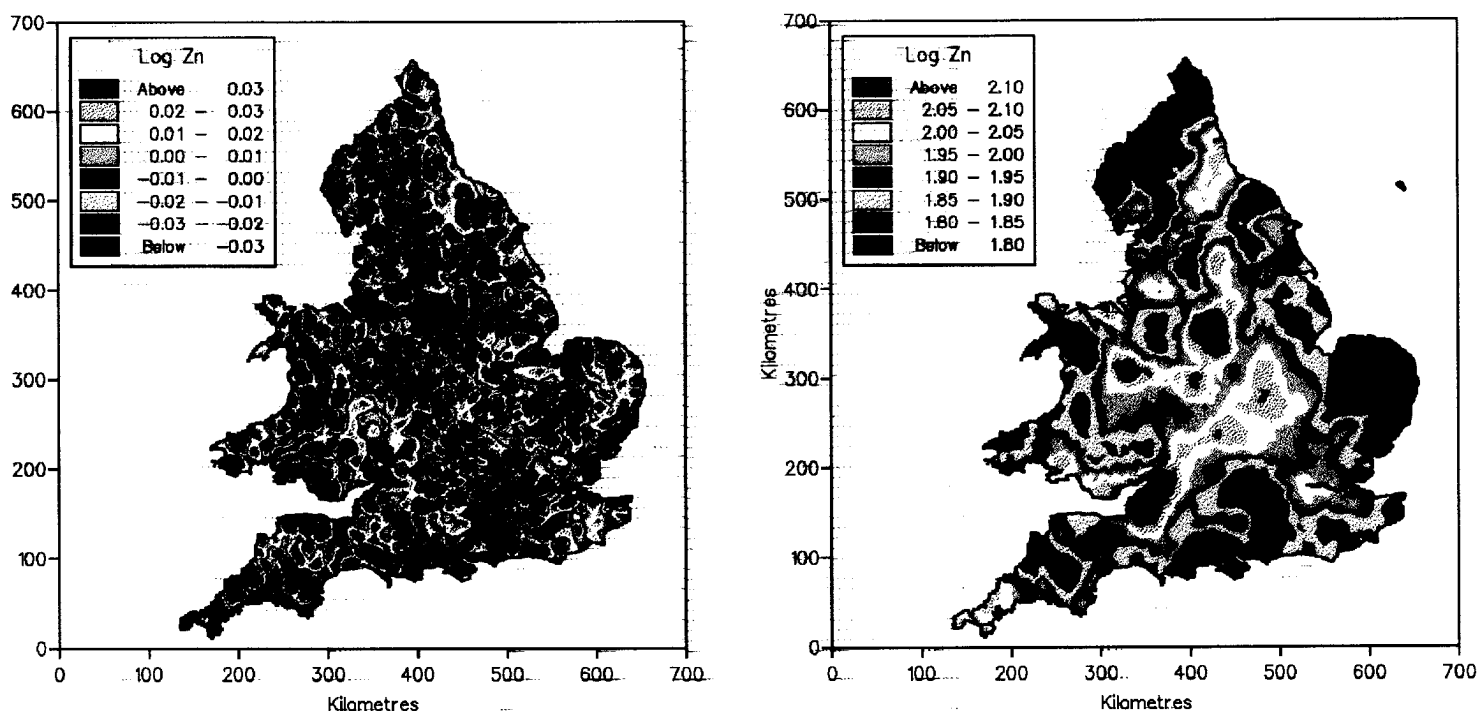 700
600
500
400
300
200
100
0
Log Zn
Above 0.03
0.02 - 0.03
0.01 - 0.02
0.00 - 0.01
-0.01 - 0.00
-0.02 - -0.01
-0.03 - -0.02
Below -0.03
0 100 200 300 400 500 600 700
Kilometres
700
600
500
400
300
200
100
0
Kilometres
Log Zn
Above 2.10
2.05 - 2.10
2.00 - 2.05
1.95 - 2.00
1.90 - 1.95
1.85 - 1.90
1.80 - 1.85
Below 1.80
0 100 200 300 400 500 600 700
Kilometres